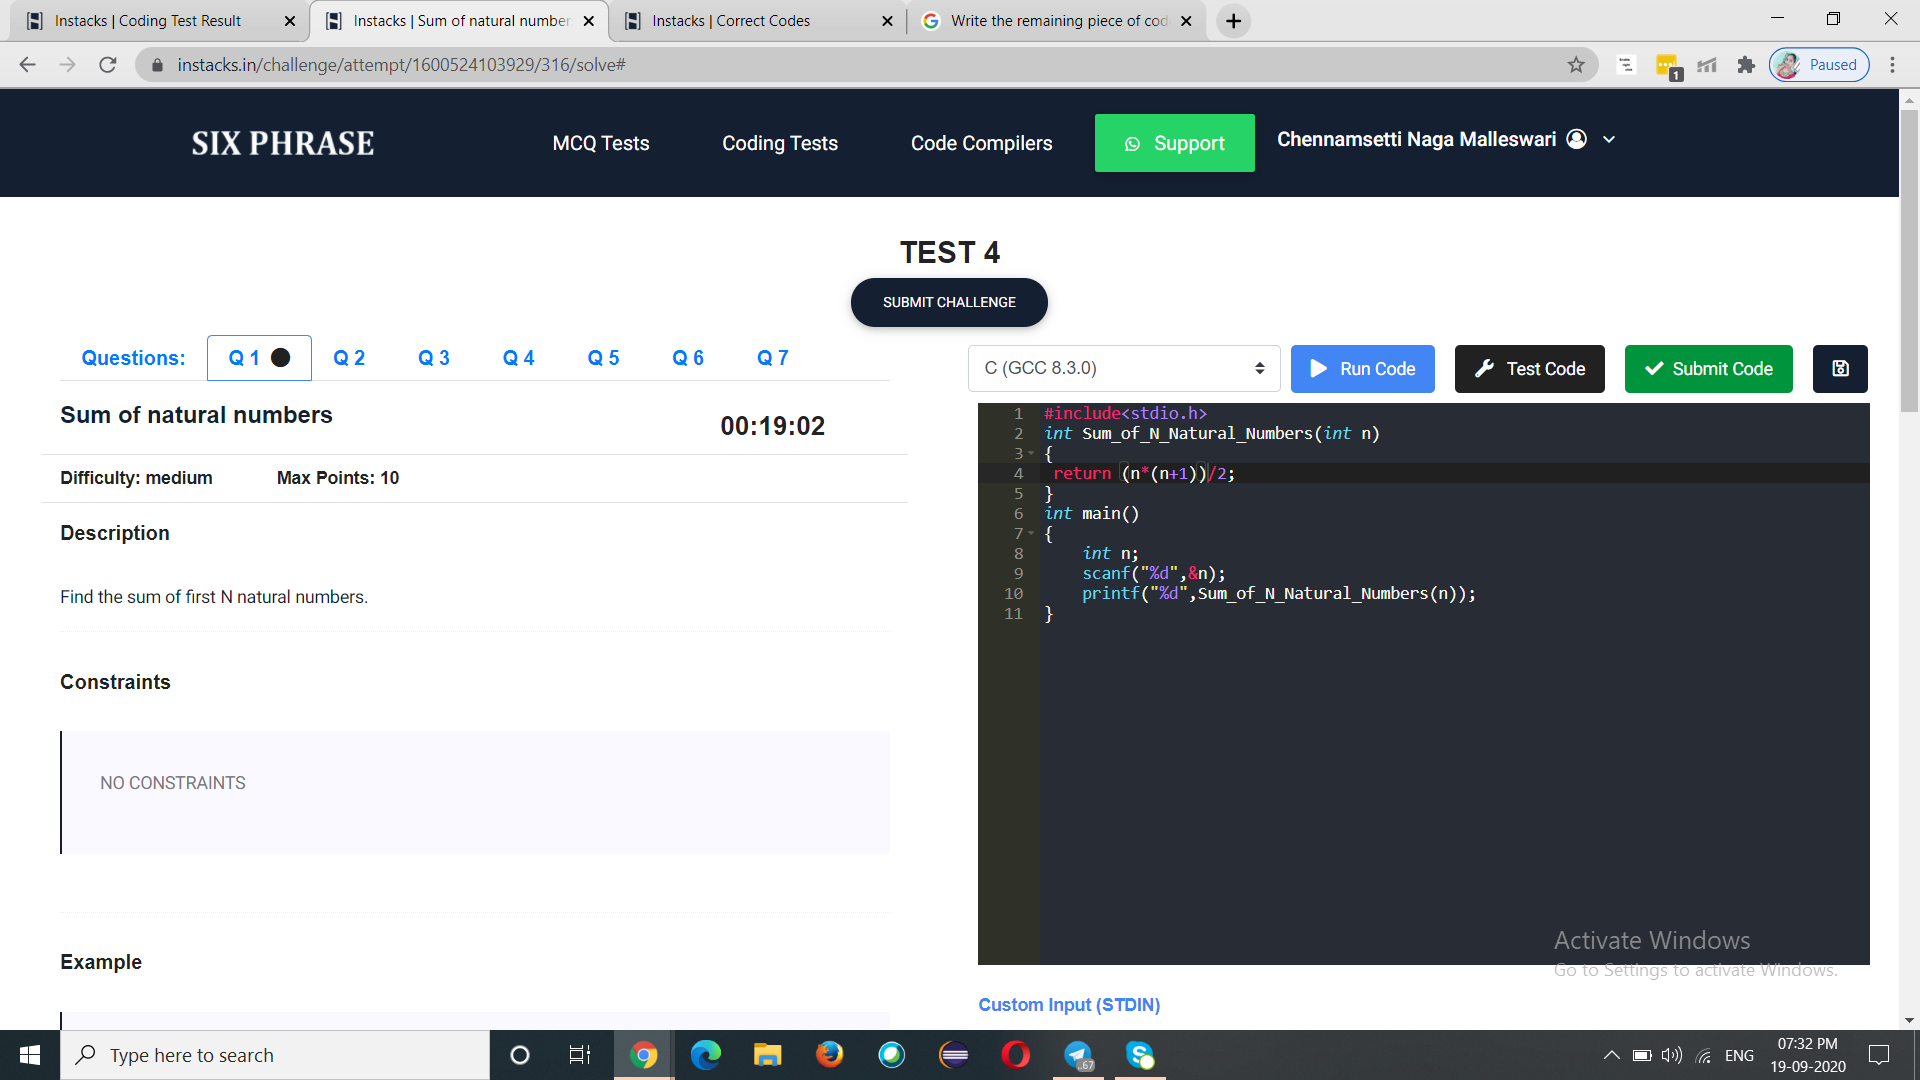 Instacks | Coding Test Result
Instacks | Sum of natural number
Instacks | Correct Codes
Write the remaining piece of cod
instacks.in/challenge/attempt/1600524103929/316/solve#
1
Paused
SIX PHRASE
MCQ Tests
Coding Tests
Code Compilers
Support
Chennamsetti Naga Malleswari
TEST 4
SUBMIT CHALLENGE
Questions:
Q 1
Q 2
Q 3
Q 4
Q 5
Q 6
Q 7
Sum of natural numbers
00:19:02
Difficulty: medium
Max Points: 10
Description
Find the sum of first N natural numbers.
Constraints
NO CONSTRAINTS
Example
C (GCC 8.3.0)
Run Code
Test Code
Submit Code
1 #include<stdio.h>
2 int Sum_of_N_Natural_Numbers(int n)
3 {
4 return (n*(n+1))/2;
5 }
6 int main()
7 {
8 int n;
9 scanf("%d",&n);
10 printf("%d",Sum_of_N_Natural_Numbers(n));
11 }
Activate Windows
Go to Settings to activate Windows.
Custom Input (STDIN)
Type here to search
67
ENG
07:32 PM
19-09-2020